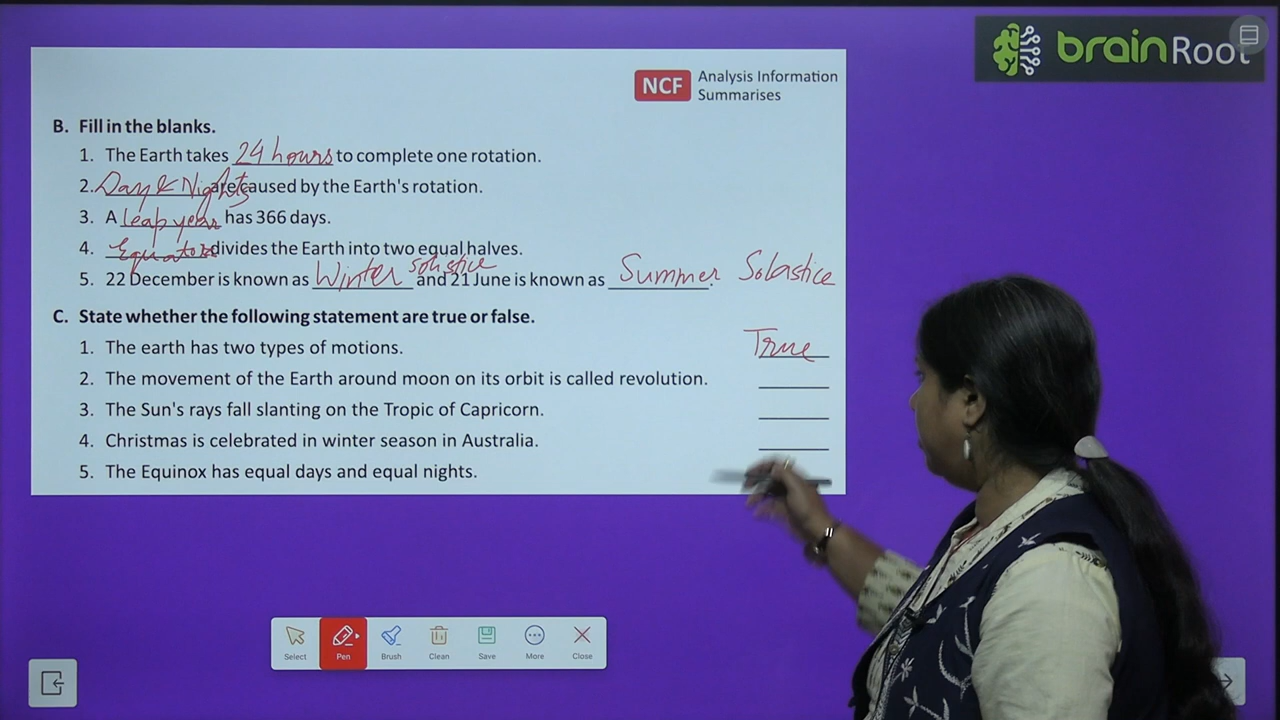 brainRoot
NCF Analysis Information
Summarises
B. Fill in the blanks.
1. The Earth takes 24 hours to complete one rotation.
2. Day & Nights are caused by the Earth's rotation.
3. A leap year has 366 days.
4. Equator divides the Earth into two equal halves.
5. 22 December is known as Winter solstice and 21 June is known as Summer Solastice.
C. State whether the following statement are true or false.
1. The earth has two types of motions. True
2. The movement of the Earth around moon on its orbit is called revolution.
3. The Sun's rays fall slanting on the Tropic of Capricorn.
4. Christmas is celebrated in winter season in Australia.
5. The Equinox has equal days and equal nights.
Select Pen Brush Clean Save More Close